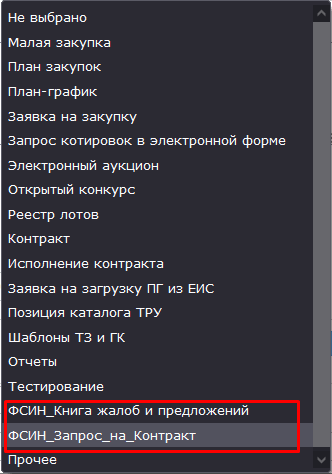 Не выбрано
Малая закупка
План закупок
План-график
Заявка на закупку
Запрос котировок в электронной форме
Электронный аукцион
Открытый конкурс
Реестр лотов
Контракт
Исполнение контракта
Заявка на загрузку ПГ из ЕИС
Позиция каталога ТРУ
Шаблоны ТЗ и ГК
Отчеты
Тестирование
ФСИН_Книга жалоб и предложений
ФСИН_Запрос_на_Контракт
Прочее